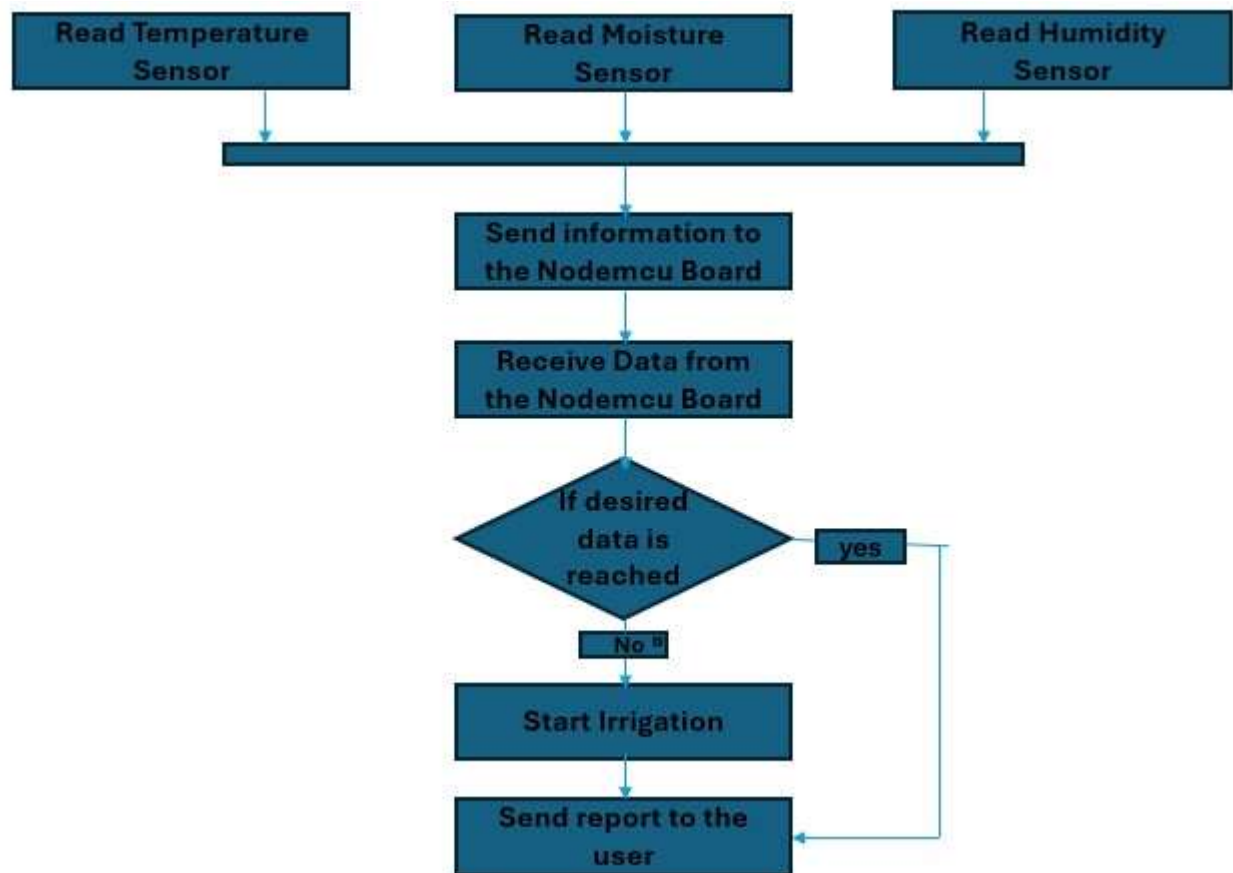 Read Temperature
Sensor
Read Moisture
Sensor
Read Humidity
Sensor
Send information to
the Nodemcu Board
Receive Data from
the Nodemcu Board
If desired
data is
reached
yes
No
Start Irrigation
Send report to the
user